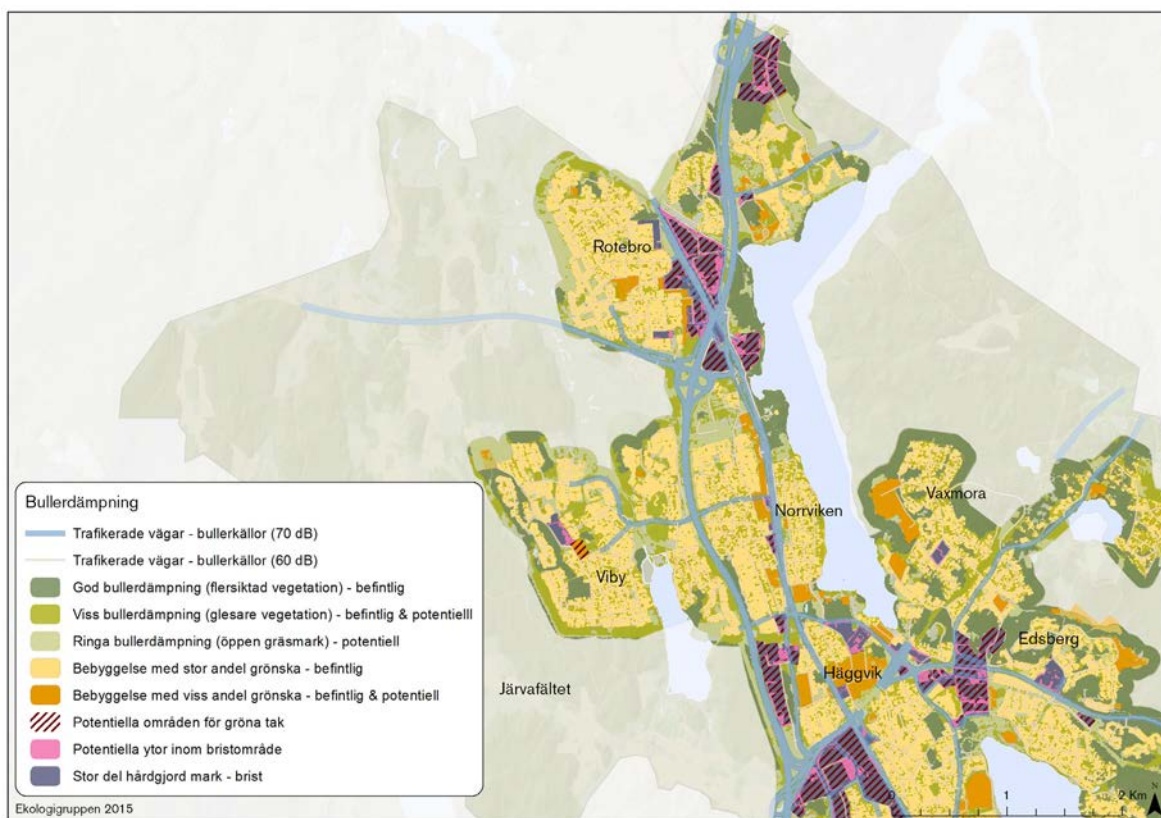 Rotebro
Norrviken
Vaxmora
Viby
Edsberg
Häggvik
Järvafältet
Bullerdämpning
Trafikerade vägar - bullerkällor (70 dB)
Trafikerade vägar - bullerkällor (60 dB)
God bullerdämpning (flersiktad vegetation) - befintlig
Viss bullerdämpning (glesare vegetation) - befintlig & potentiell
Ringa bullerdämpning (öppen gräsmark) - potentiell
Bebyggelse med stor andel grönska - befintlig
Bebyggelse med viss andel grönska - befintlig & potentiell
Potentiella områden för gröna tak
Potentiella ytor inom bristområde
Stor del hårdgjord mark - brist
Ekologigruppen 2015
0 1 2 Km
N